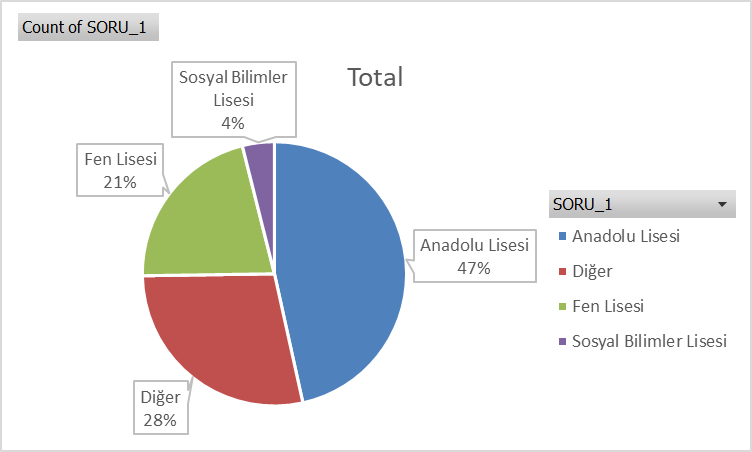 Count of SORU_1
Total
Sosyal Bilimler
Lisesi
4%
Fen Lisesi
21%
Anadolu Lisesi
47%
Diğer
28%
SORU_1
Anadolu Lisesi
Diğer
Fen Lisesi
Sosyal Bilimler Lisesi